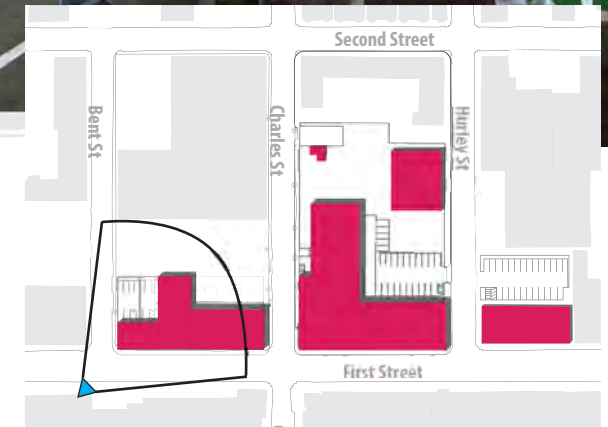 Second Street
Bent St
Charles St
Hurley St
First Street